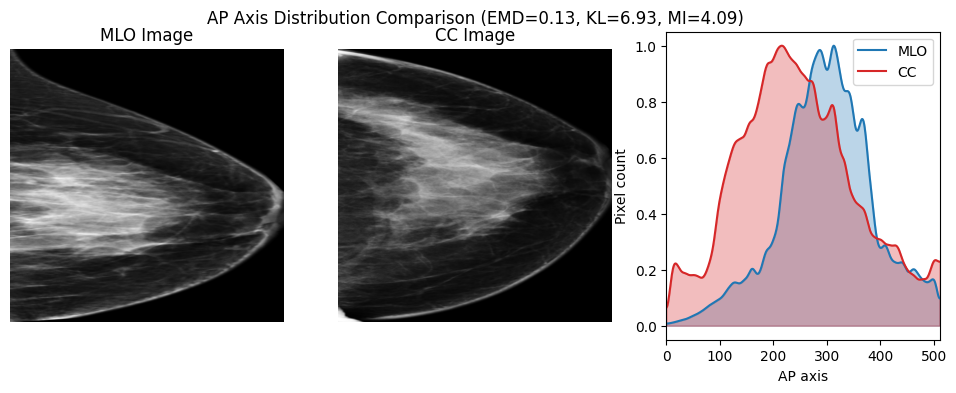 AP Axis Distribution Comparison (EMD=0.13, KL=6.93, MI=4.09)
MLO Image
CC Image
MLO
CC
Pixel count
1.0
0.8
0.6
0.4
0.2
0.0
0 100 200 300 400 500
AP axis